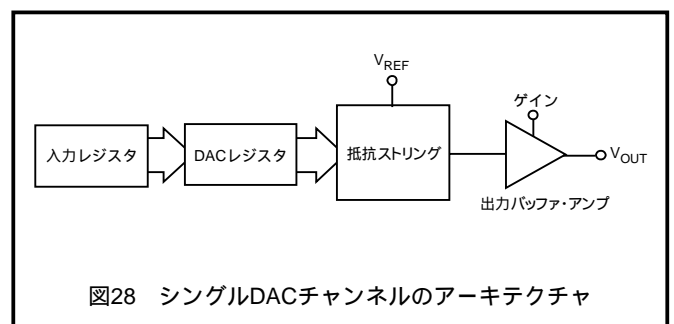 VREF
ゲイン
入力レジスタ
DACレジスタ
抵抗ストリング
VOUT
出力バッファ・アンプ
図28 シングルDACチャンネルのアーキテクチャ